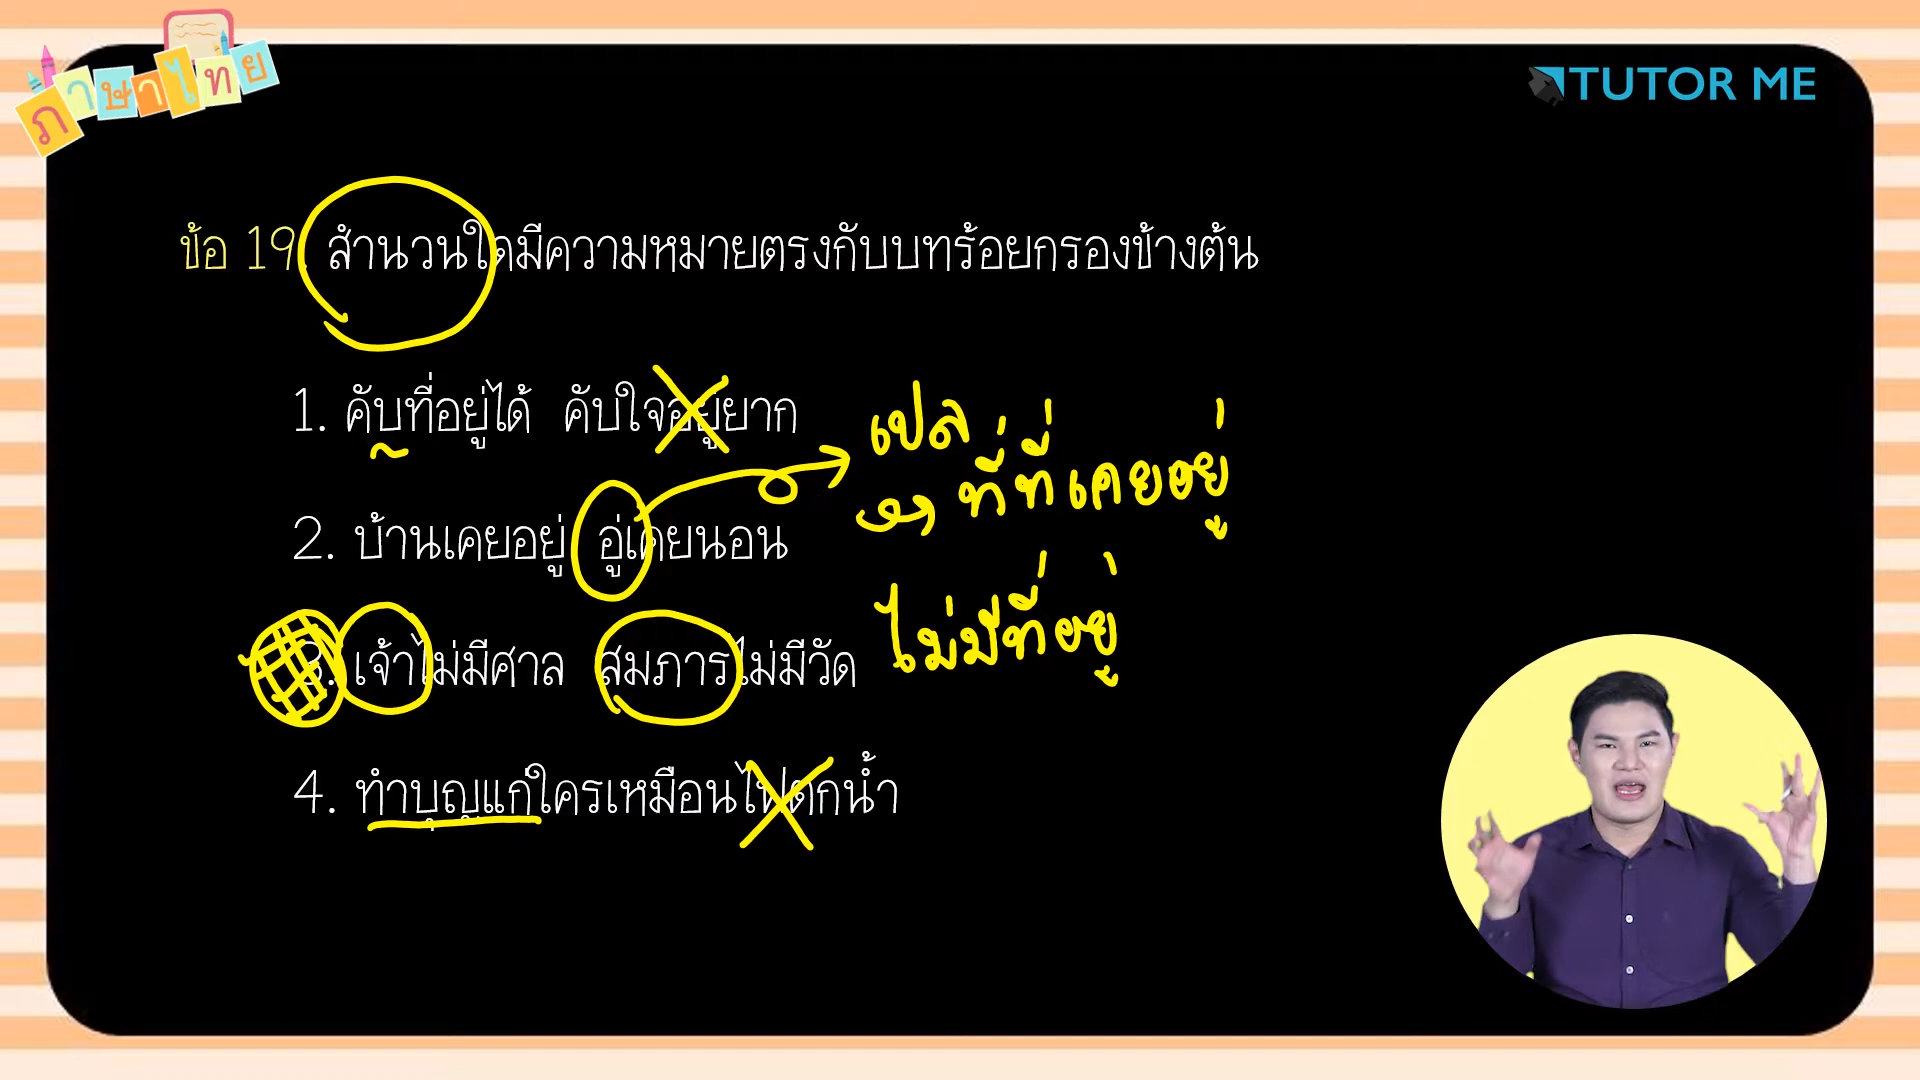 ภาษาไทย
TUTOR ME
ข้อ 19. สำนวนใดมีความหมายตรงกับบทร้อยกรองข้างต้น
1. คับที่อยู่ได้ คับใจอยู่ยาก
เปล
ที่ที่เคยอยู่
2. บ้านเคยอยู่ อู่เคยนอน
ไม่มีที่อยู่
3. เจ้าไม่มีศาล สมภารไม่มีวัด
4. ทำบุญแก่ใครเหมือนไฟตกน้ำ